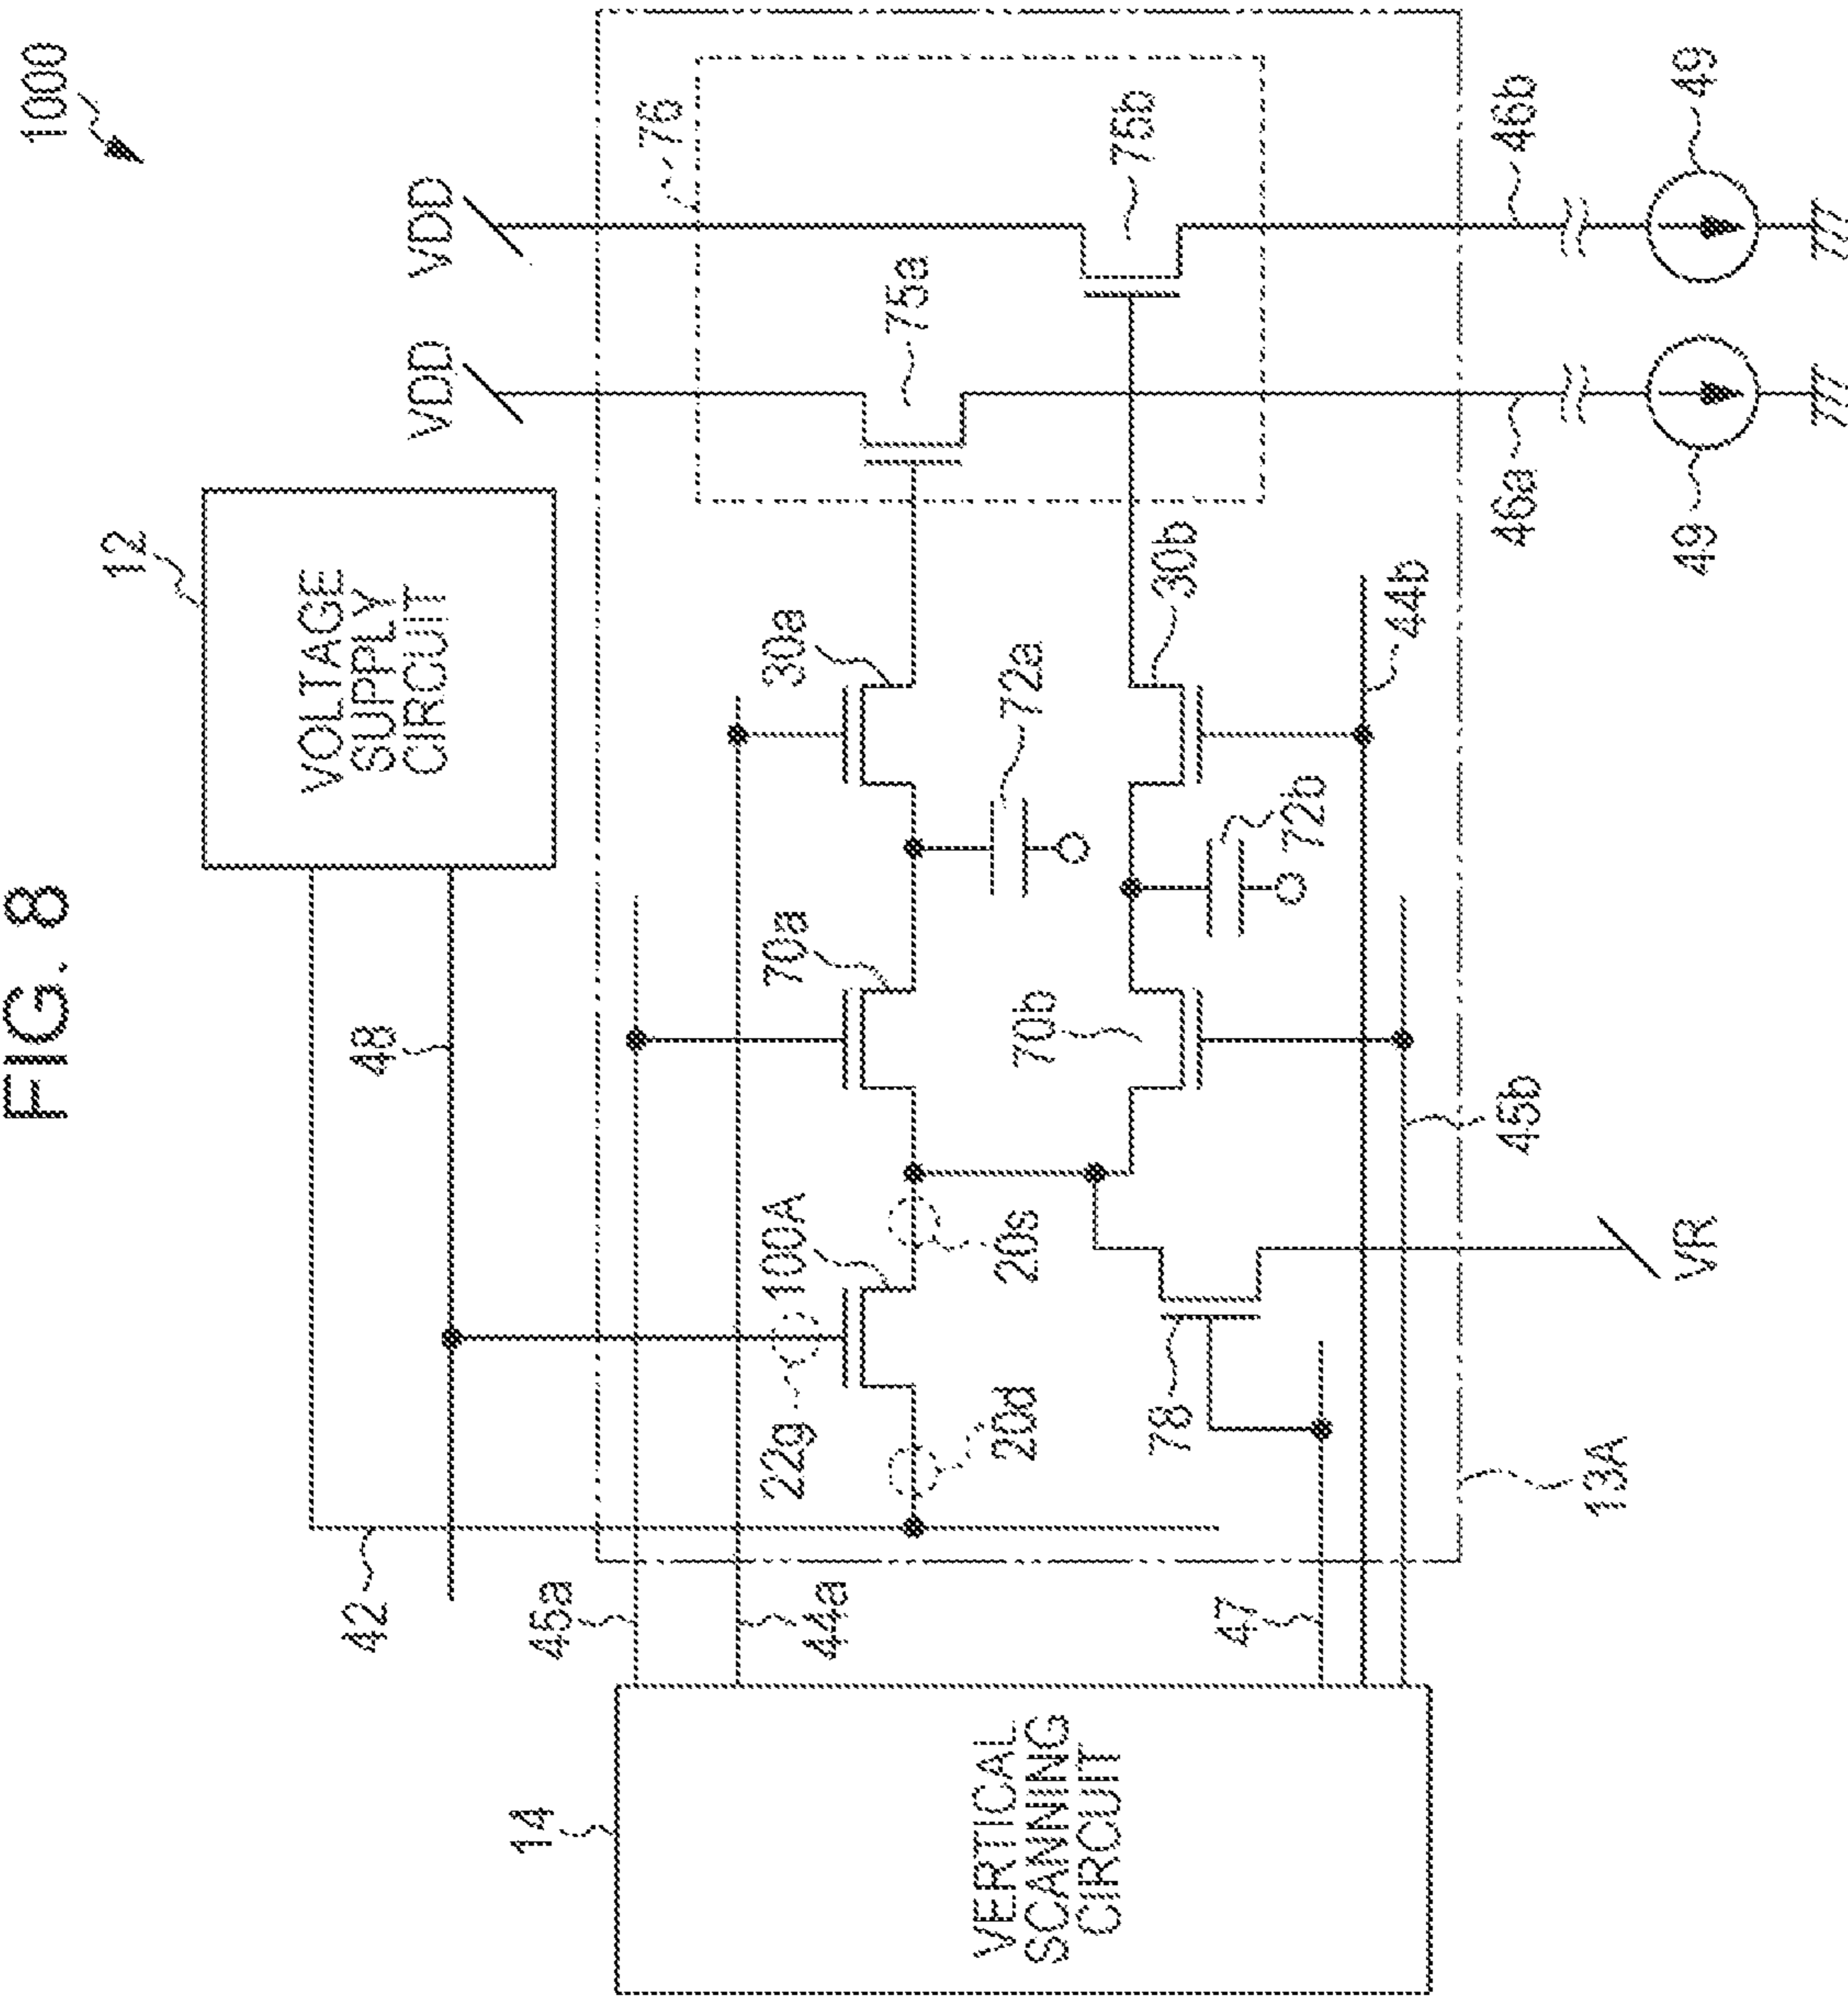 FIG. 8
1000
12
VOLTAGE
SUPPLY
CIRCUIT
VDD
VDD
48
42
76
45a
44a
22g
100A
70a
30a
75a
75b
14
VERTICAL
SCANNING
CIRCUIT
20d
20s
70b
72a
72b
30b
78
47
44b
13A
45b
VR
46a
46b
49
49